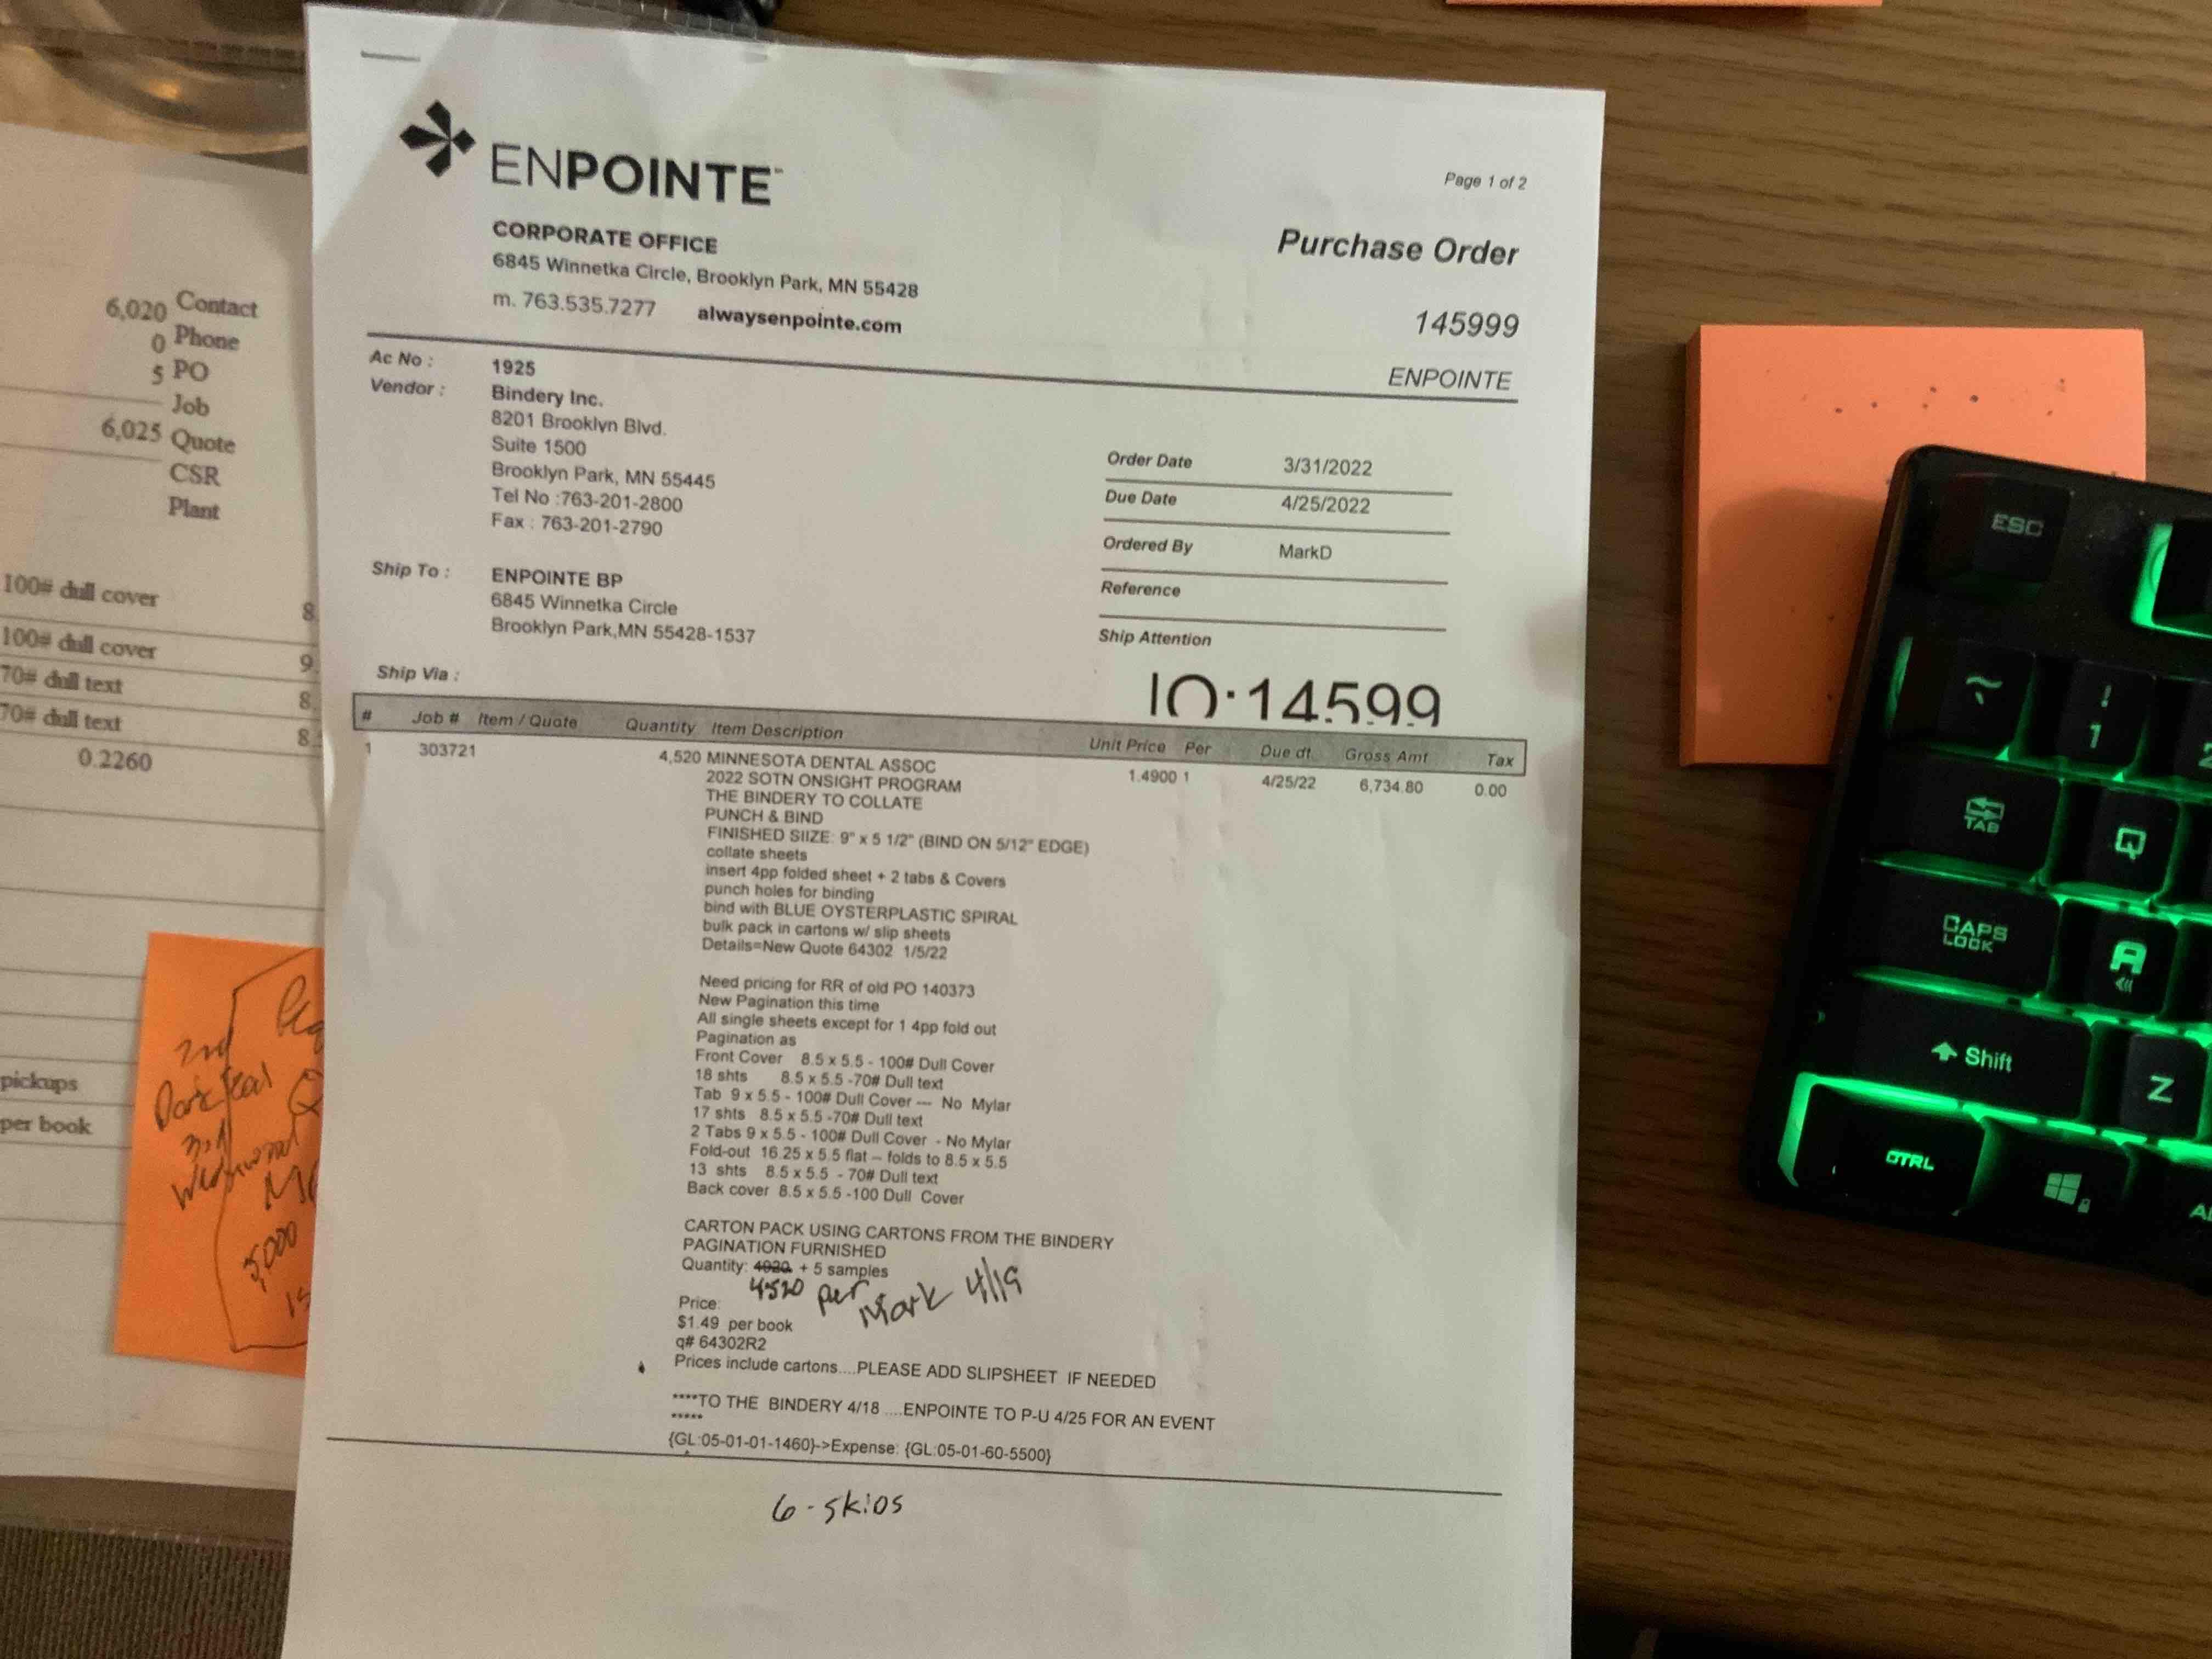 ENPOINTE
Page 1 of 2
CORPORATE OFFICE
6845 Winnetka Circle, Brooklyn Park, MN 55428
m. 763.535.7277 alwaysenpointe.com
Purchase Order
145999
ENPOINTE
Ac No : 1925
Vendor : Bindery Inc.
8201 Brooklyn Blvd.
Suite 1500
Brooklyn Park, MN 55445
Tel No :763-201-2800
Fax : 763-201-2790
Order Date 3/31/2022
Due Date 4/25/2022
Ordered By MarkD
Reference
Ship Attention
Ship To : ENPOINTE BP
6845 Winnetka Circle
Brooklyn Park,MN 55428-1537
Ship Via :
14599
# Job # Item / Quote Quantity Item Description Unit Price Per Due dt. Gross Amt Tax
1 303721 4,520 MINNESOTA DENTAL ASSOC 1.4900 1 4/25/22 6,734.80 0.00
2022 SOTN ONSIGHT PROGRAM
THE BINDERY TO COLLATE
PUNCH & BIND
FINISHED SIIZE: 9" x 5 1/2" (BIND ON 5/12" EDGE)
collate sheets
insert 4pp folded sheet + 2 tabs & Covers
punch holes for binding
bind with BLUE OYSTERPLASTIC SPIRAL
bulk pack in cartons w/ slip sheets
Details=New Quote 64302 1/5/22
Need pricing for RR of old PO 140373
New Pagination this time
All single sheets except for 1 4pp fold out
Pagination as
Front Cover 8.5 x 5.5 - 100# Dull Cover
18 shts 8.5 x 5.5 -70# Dull text
Tab 9 x 5.5 - 100# Dull Cover --- No Mylar
17 shts 8.5 x 5.5 -70# Dull text
2 Tabs 9 x 5.5 - 100# Dull Cover - No Mylar
Fold-out 16.25 x 5.5 flat – folds to 8.5 x 5.5
13 shts 8.5 x 5.5 - 70# Dull text
Back cover 8.5 x 5.5 -100 Dull Cover
CARTON PACK USING CARTONS FROM THE BINDERY
PAGINATION FURNISHED
Quantity: 4020 + 5 samples
4520 per Mark 4/19
Price:
$1.49 per book
q# 64302R2
Prices include cartons....PLEASE ADD SLIPSHEET IF NEEDED
****TO THE BINDERY 4/18 ....ENPOINTE TO P-U 4/25 FOR AN EVENT
*****
{GL:05-01-01-1460}->Expense: {GL:05-01-60-5500}
6 - skids
6,020 Contact
0 Phone
5 PO
Job
6,025 Quote
CSR
Plant
100# dull cover 8
100# dull cover 9.
70# dull text 8
70# dull text 8
0.2260
pickups
per book
2nd
Dark Teal
3rd
5,000
ESC
~ ! 1
TAB Q
CAPS LOCK A
Shift Z
CTRL